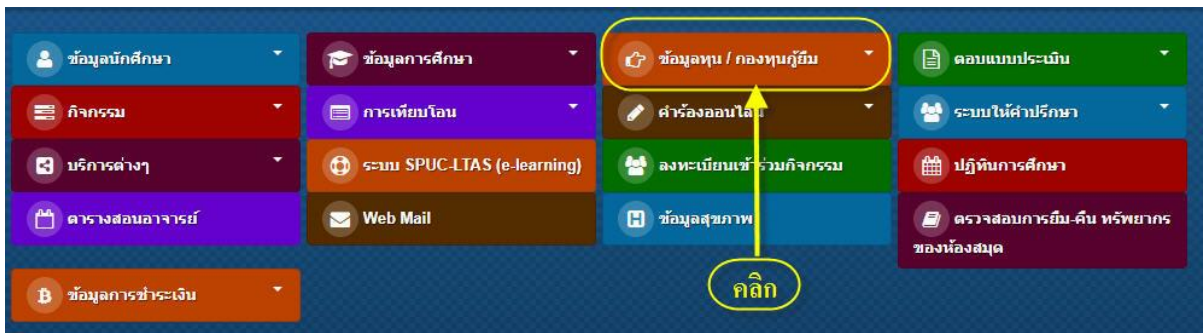 ข้อมูลนักศึกษา
ข้อมูลการศึกษา
ข้อมูลทุน / กองทุนกู้ยืม
ตอบแบบประเมิน
กิจกรรม
การเทียบโอน
คำร้องออนไลน์
ระบบให้คำปรึกษา
บริการต่างๆ
ระบบ SPUC-LTAS (e-learning)
ลงทะเบียนเข้าร่วมกิจกรรม
ปฏิทินการศึกษา
ตารางสอนอาจารย์
Web Mail
ข้อมูลสุขภาพ
ตรวจสอบการยืม-คืน ทรัพยากร
ของห้องสมุด
ข้อมูลการชำระเงิน
คลิก